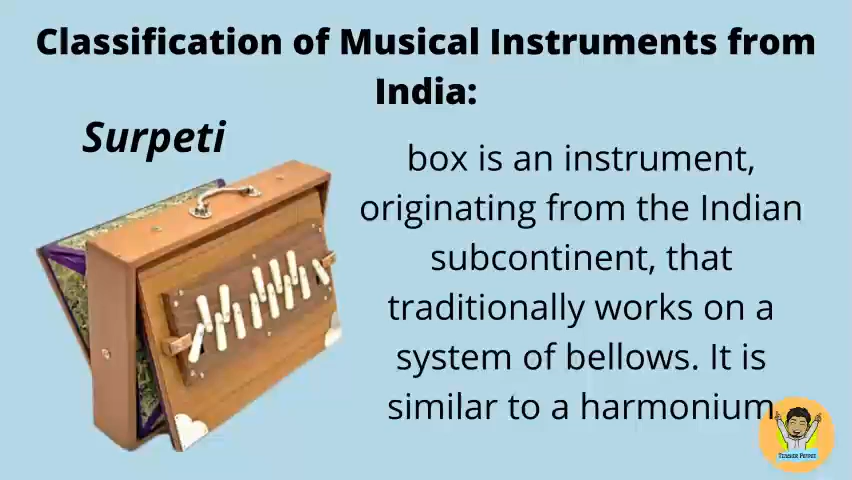 Classification of Musical Instruments from
India:
Surpeti
box is an instrument,
originating from the Indian
subcontinent, that
traditionally works on a
system of bellows. It is
similar to a harmonium